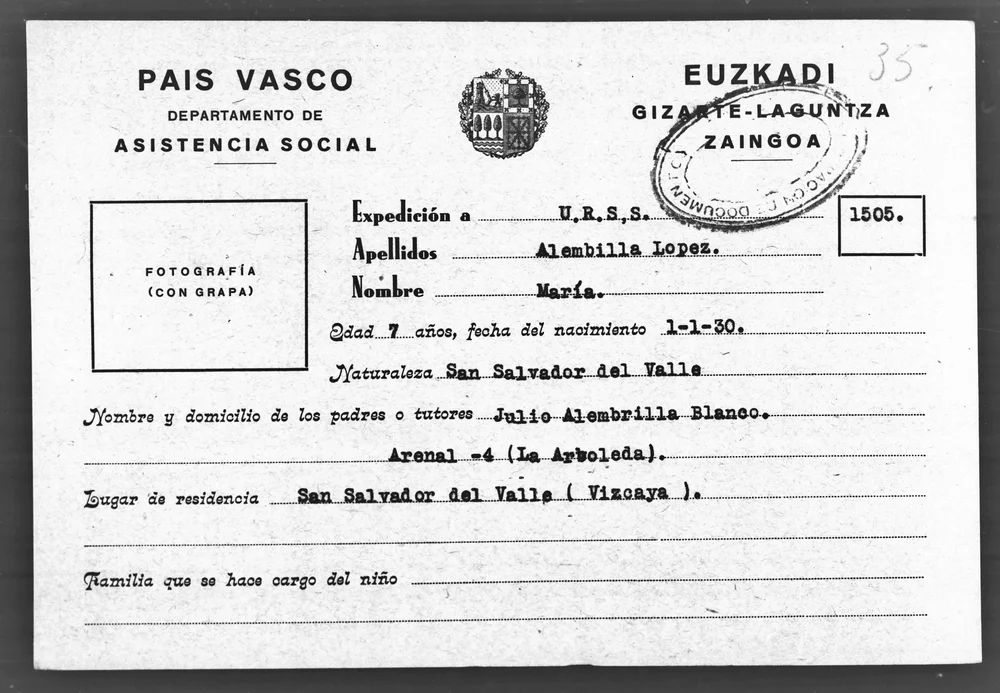 PAIS VASCO
DEPARTAMENTO DE
ASISTENCIA SOCIAL
EUZKADI
GIZARTE-LAGUNTZA
ZAINGOA
35
DE DOCUMENTO
FOTOGRAFÍA
(CON GRAPA)
Expedición a U.R.S.S.
1505.
Apellidos Alembilla Lopez.
Nombre María.
Edad 7 años, fecha del nacimiento 1-1-30.
Naturaleza San Salvador del Valle
Nombre y domicilio de los padres o tutores Julio Alembrilla Blanco.
Arenal -4 (La Arboleda).
Lugar de residencia San Salvador del Valle ( Vizcaya ).
Familia que se hace cargo del niño